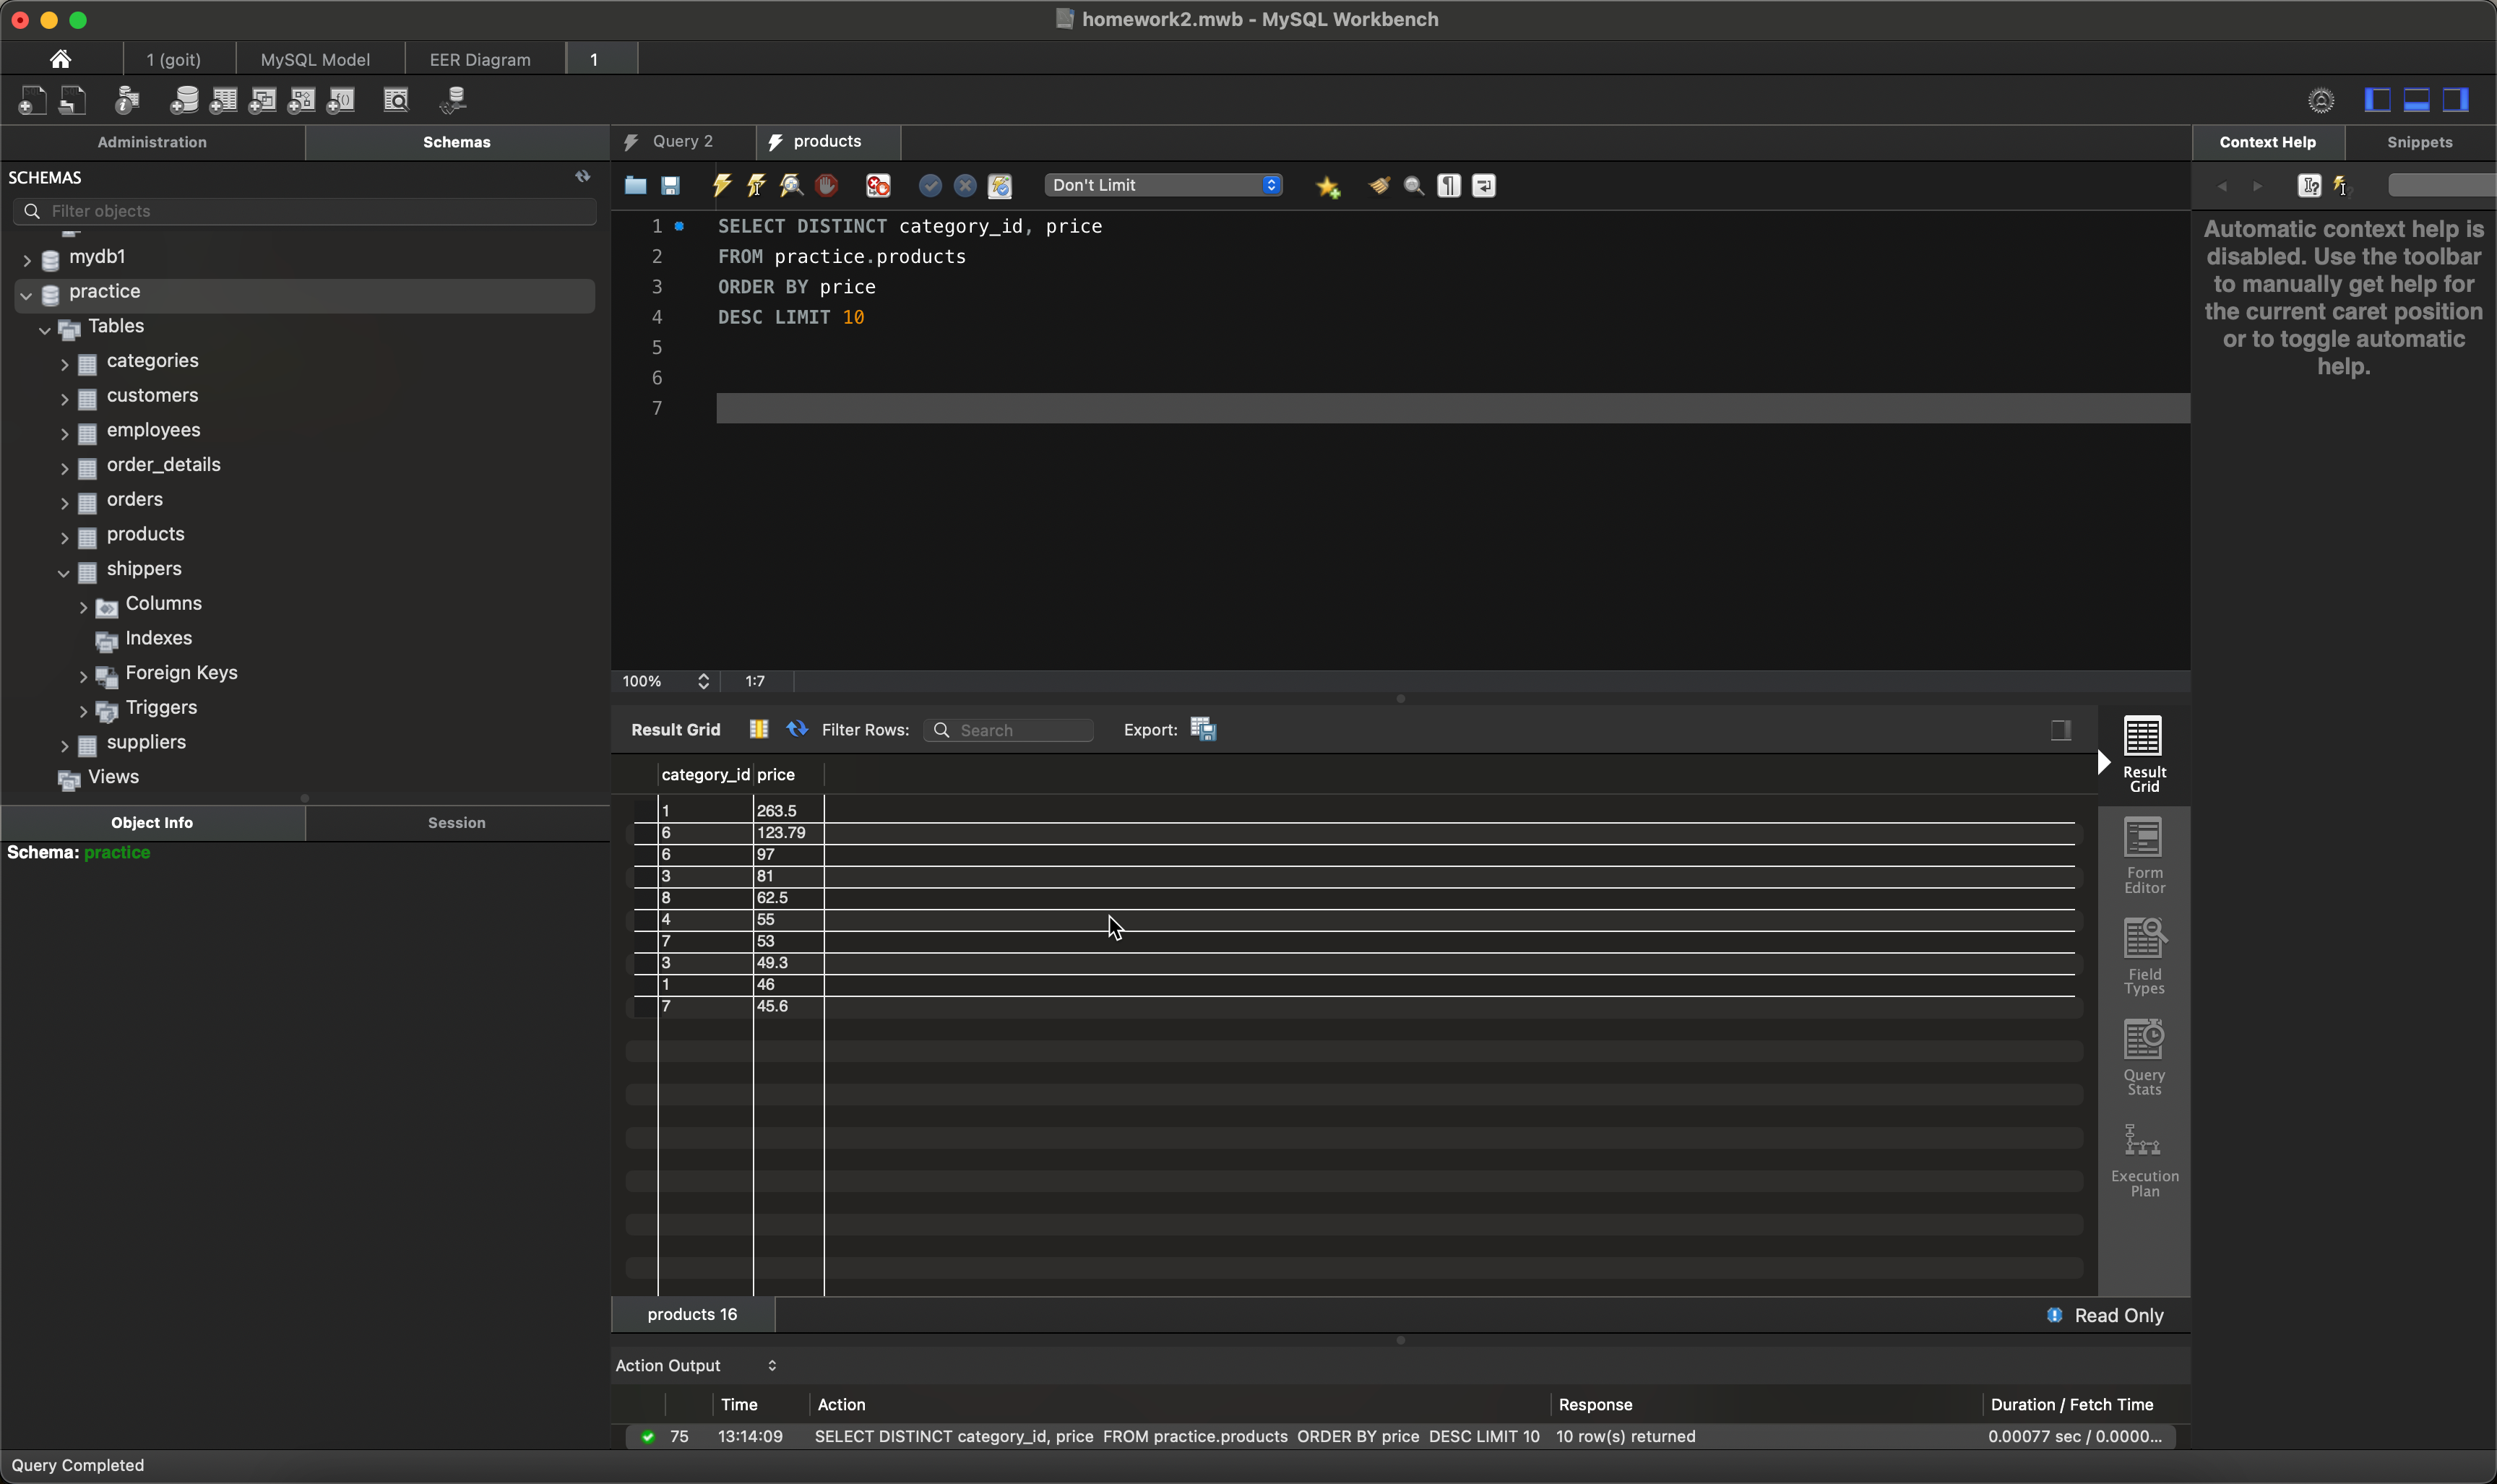 homework2.mwb - MySQL Workbench
1 (goit)
MySQL Model
EER Diagram
1
Administration
Schemas
SCHEMAS
Filter objects
mydb1
practice
Tables
categories
customers
employees
order_details
orders
products
shippers
Columns
Indexes
Foreign Keys
Triggers
suppliers
Views
Object Info
Session
Schema: practice
Query 2
products
Don't Limit
1 SELECT DISTINCT category_id, price
2 FROM practice.products
3 ORDER BY price
4 DESC LIMIT 10
5
6
7
100%
1:7
Result Grid
Filter Rows:
Search
Export:
category_id price
1 263.5
6 123.79
6 97
3 81
8 62.5
4 55
7 53
3 49.3
1 46
7 45.6
Result
Grid
Form
Editor
Field
Types
Query
Stats
Execution
Plan
products 16
Read Only
Action Output
Time Action Response Duration / Fetch Time
75 13:14:09 SELECT DISTINCT category_id, price FROM practice.products ORDER BY price DESC LIMIT 10 10 row(s) returned 0.00077 sec / 0.0000...
Context Help
Snippets
Automatic context help is
disabled. Use the toolbar
to manually get help for
the current caret position
or to toggle automatic
help.
Query Completed